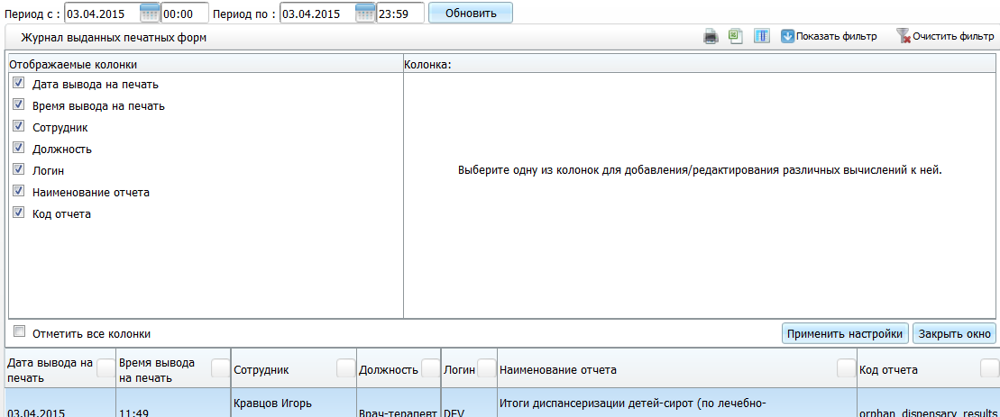 Период с : 03.04.2015 00:00 Период по : 03.04.2015 23:59 Обновить
Журнал выданных печатных форм Показать фильтр Очистить фильтр
Отображаемые колонки Колонка:
Дата вывода на печать
Время вывода на печать
Сотрудник
Должность
Логин
Наименование отчета
Код отчета
Выберите одну из колонок для добавления/редактирования различных вычислений к ней.
Отметить все колонки Применить настройки Закрыть окно
Дата вывода на печать Время вывода на печать Сотрудник Должность Логин Наименование отчета Код отчета
Кравцов Игорь Итоги диспансеризации детей-сирот (по лечебно-
03.04.2015 11:49 Врач-терапевт DEV orphan_dispensary_results